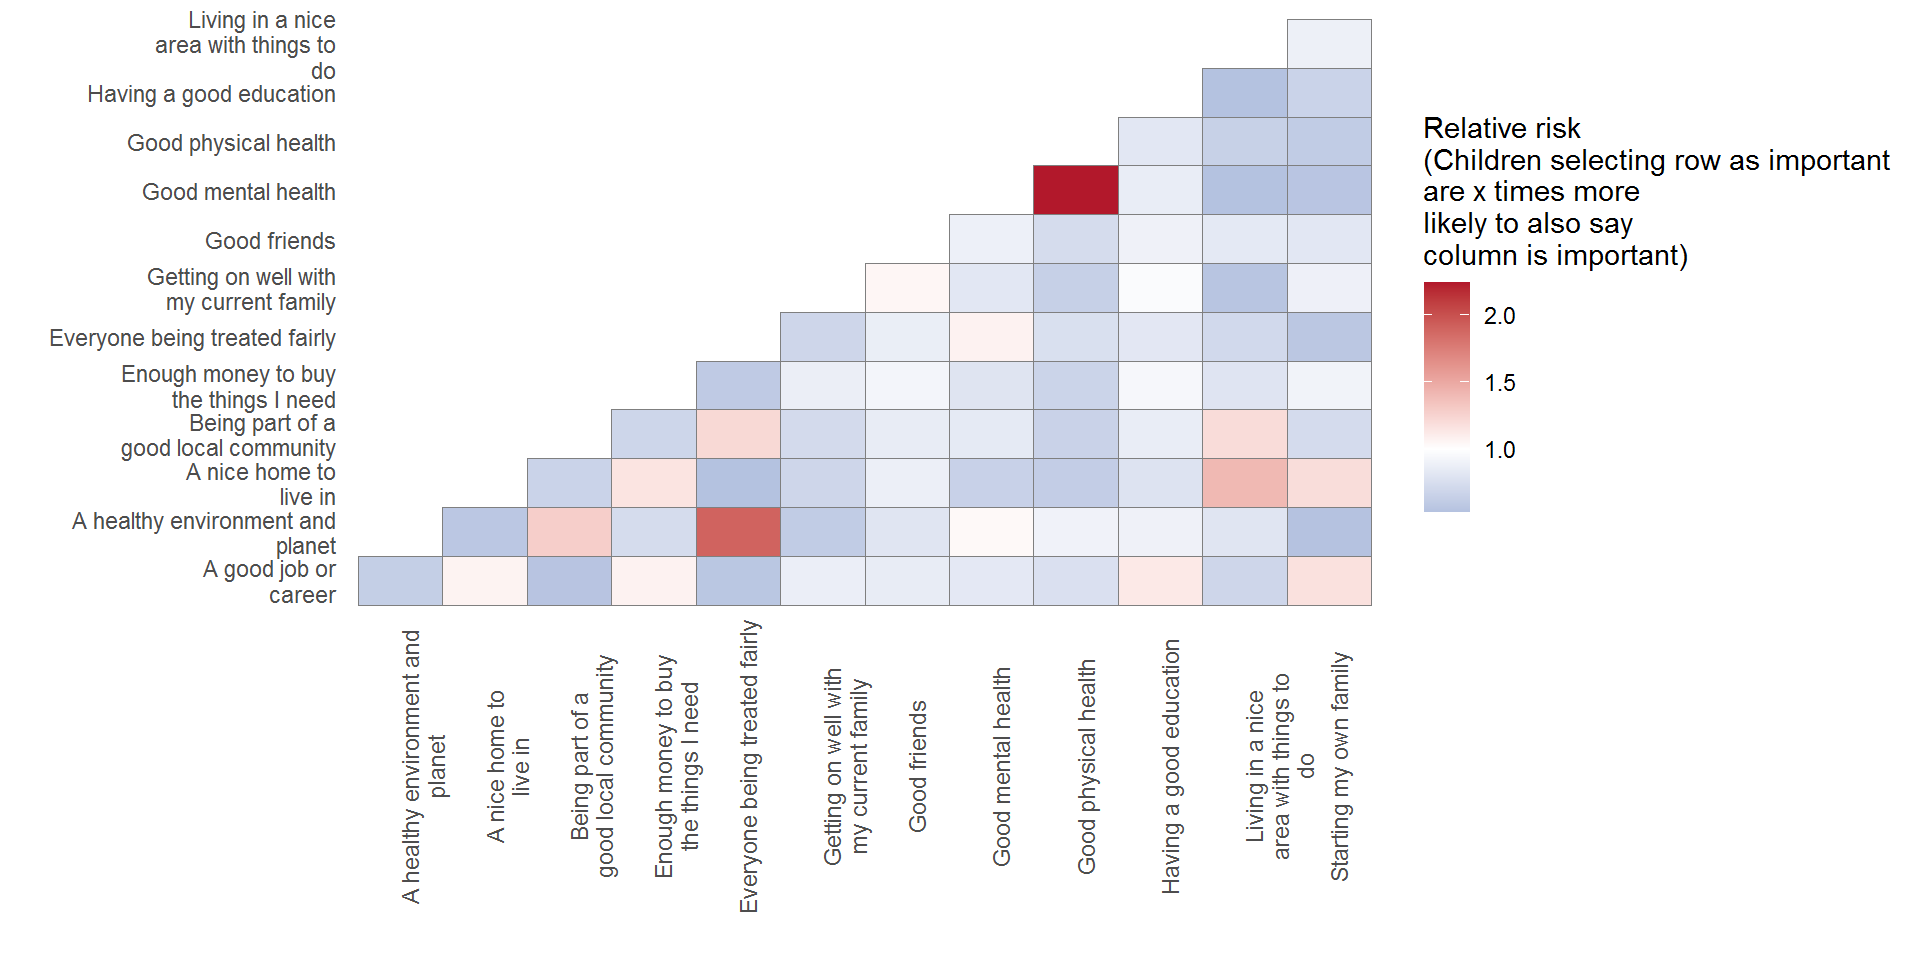 Living in a nice
area with things to
do
Having a good education
Good physical health
Good mental health
Good friends
Getting on well with
my current family
Everyone being treated fairly
Enough money to buy
the things I need
Being part of a
good local community
A nice home to
live in
A healthy environment and
planet
A good job or
career
A healthy environment and
planet
A nice home to
live in
Being part of a
good local community
Enough money to buy
the things I need
Everyone being treated fairly
Getting on well with
my current family
Good friends
Good mental health
Good physical health
Having a good education
Living in a nice
area with things to
do
Starting my own family
Relative risk
(Children selecting row as important
are x times more
likely to also say
column is important)
2.0
1.5
1.0